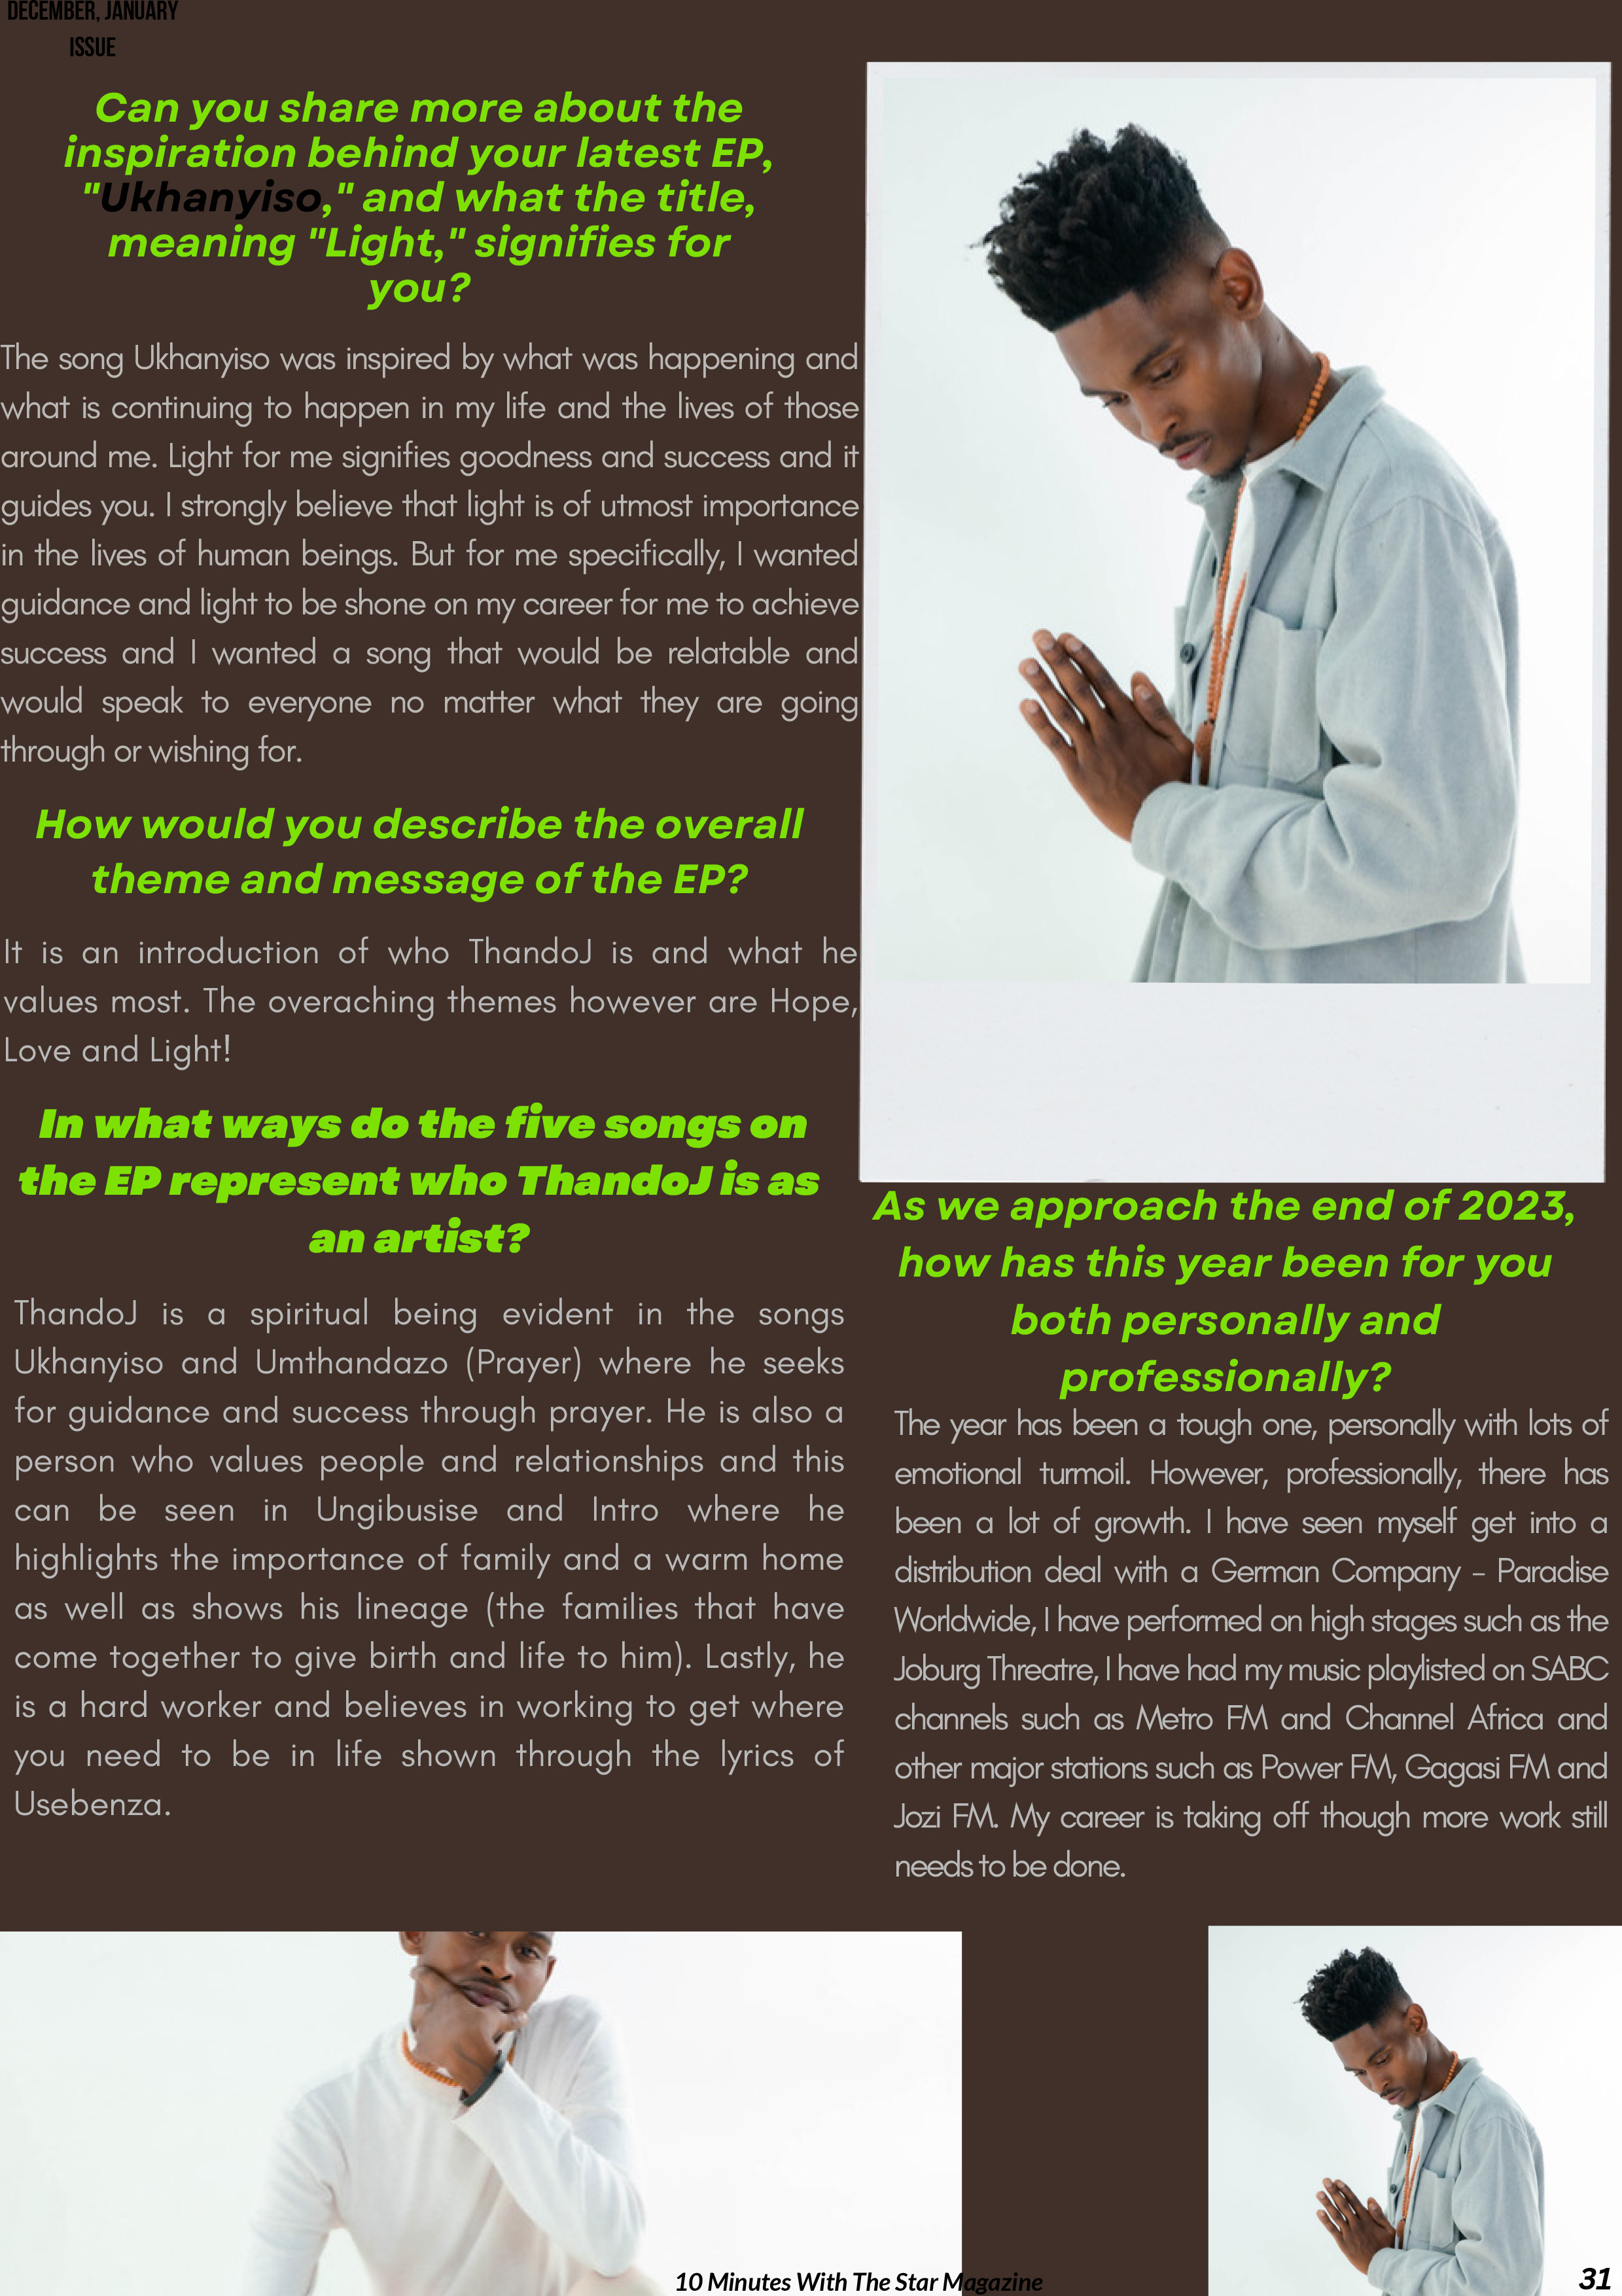 DECEMBER, JANUARY
ISSUE
Can you share more about the
inspiration behind your latest EP,
"Ukhanyiso," and what the title,
meaning "Light," signifies for
you?
The song Ukhanyiso was inspired by what was happening and
what is continuing to happen in my life and the lives of those
around me. Light for me signifies goodness and success and it
guides you. I strongly believe that light is of utmost importance
in the lives of human beings. But for me specifically, I wanted
guidance and light to be shone on my career for me to achieve
success and I wanted a song that would be relatable and
would speak to everyone no matter what they are going
through or wishing for.
How would you describe the overall
theme and message of the EP?
It is an introduction of who ThandoJ is and what he
values most. The overaching themes however are Hope,
Love and Light!
In what ways do the five songs on
the EP represent who ThandoJ is as
an artist?
ThandoJ is a spiritual being evident in the songs
Ukhanyiso and Umthandazo (Prayer) where he seeks
for guidance and success through prayer. He is also a
person who values people and relationships and this
can be seen in Ungibusise and Intro where he
highlights the importance of family and a warm home
as well as shows his lineage (the families that have
come together to give birth and life to him). Lastly, he
is a hard worker and believes in working to get where
you need to be in life shown through the lyrics of
Usebenza.
As we approach the end of 2023,
how has this year been for you
both personally and
professionally?
The year has been a tough one, personally with lots of
emotional turmoil. However, professionally, there has
been a lot of growth. I have seen myself get into a
distribution deal with a German Company – Paradise
Worldwide, I have performed on high stages such as the
Joburg Threatre, I have had my music playlisted on SABC
channels such as Metro FM and Channel Africa and
other major stations such as Power FM, Gagasi FM and
Jozi FM. My career is taking off though more work still
needs to be done.
10 Minutes With The Star Magazine
31